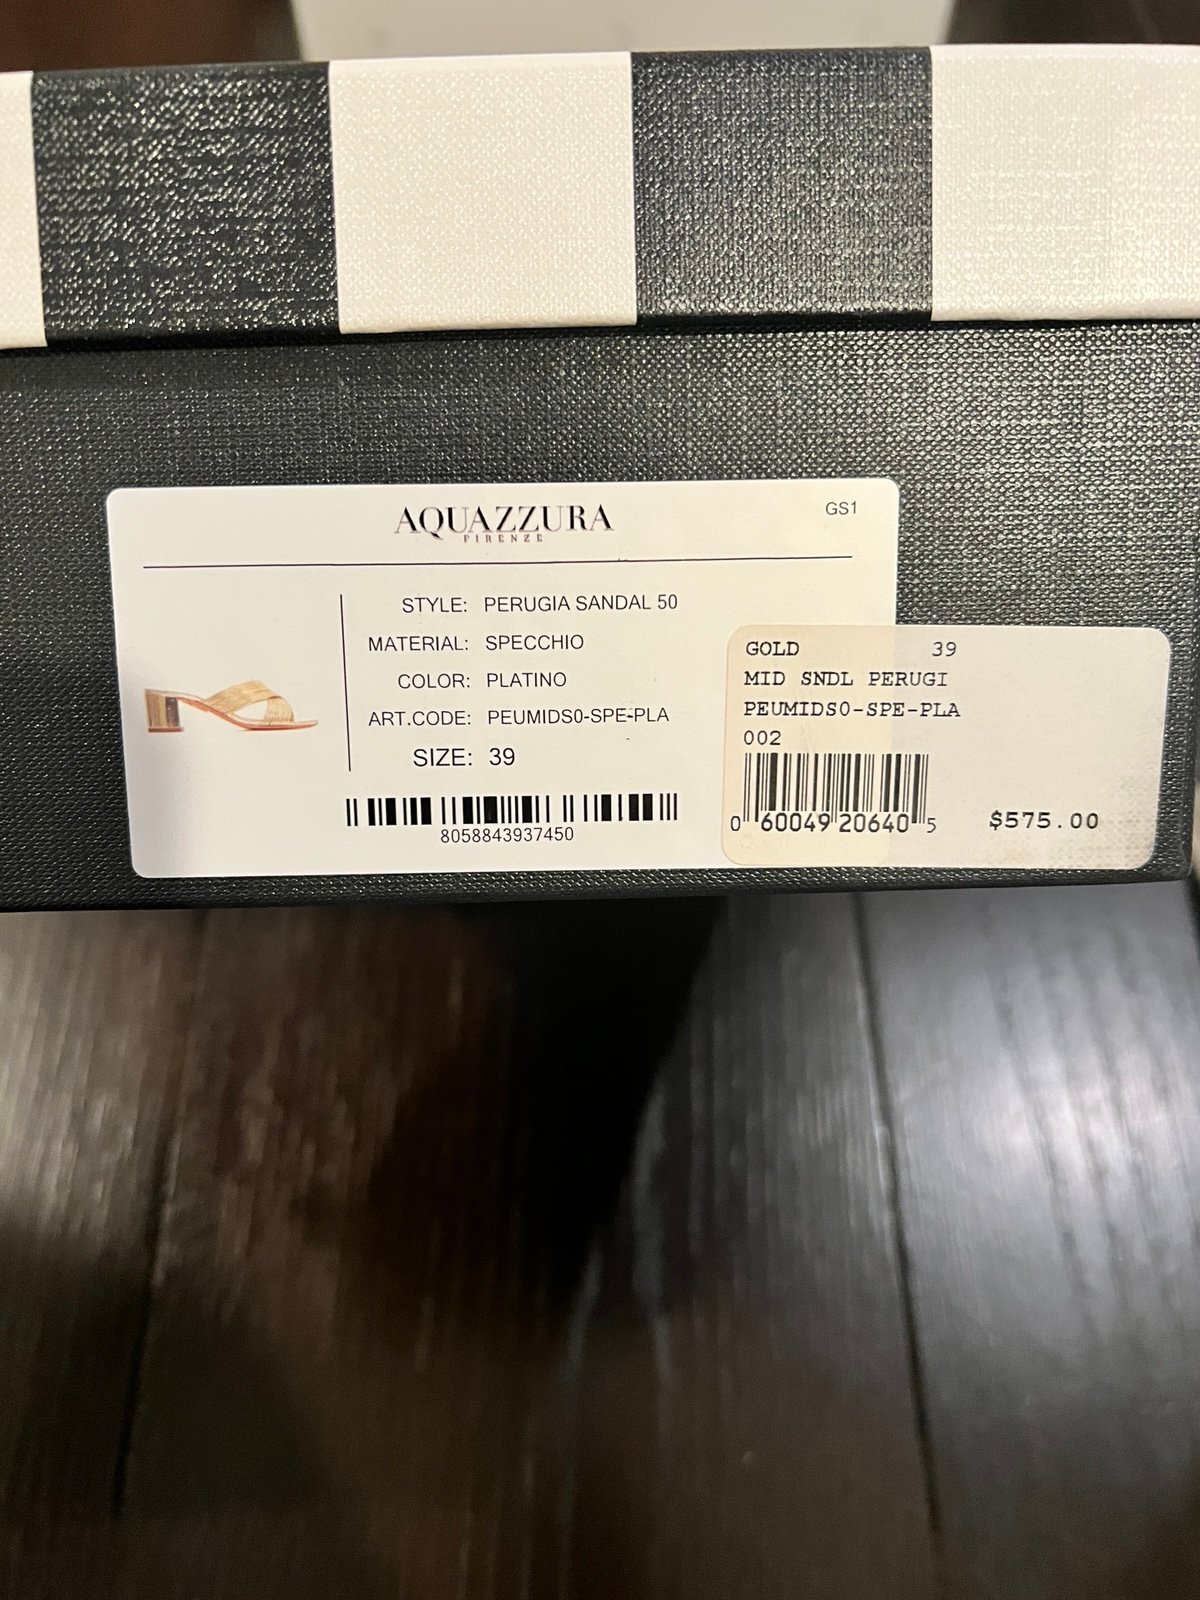 AQUAZZURA
FIRENZE
GS1
STYLE: PERUGIA SANDAL 50
MATERIAL: SPECCHIO
COLOR: PLATINO
ART.CODE: PEUMIDS0-SPE-PLA
SIZE: 39
8058843937450
GOLD 39
MID SNDL PERUGI
PEUMIDS0-SPE-PLA
002
0 60049 20640 5
$575.00